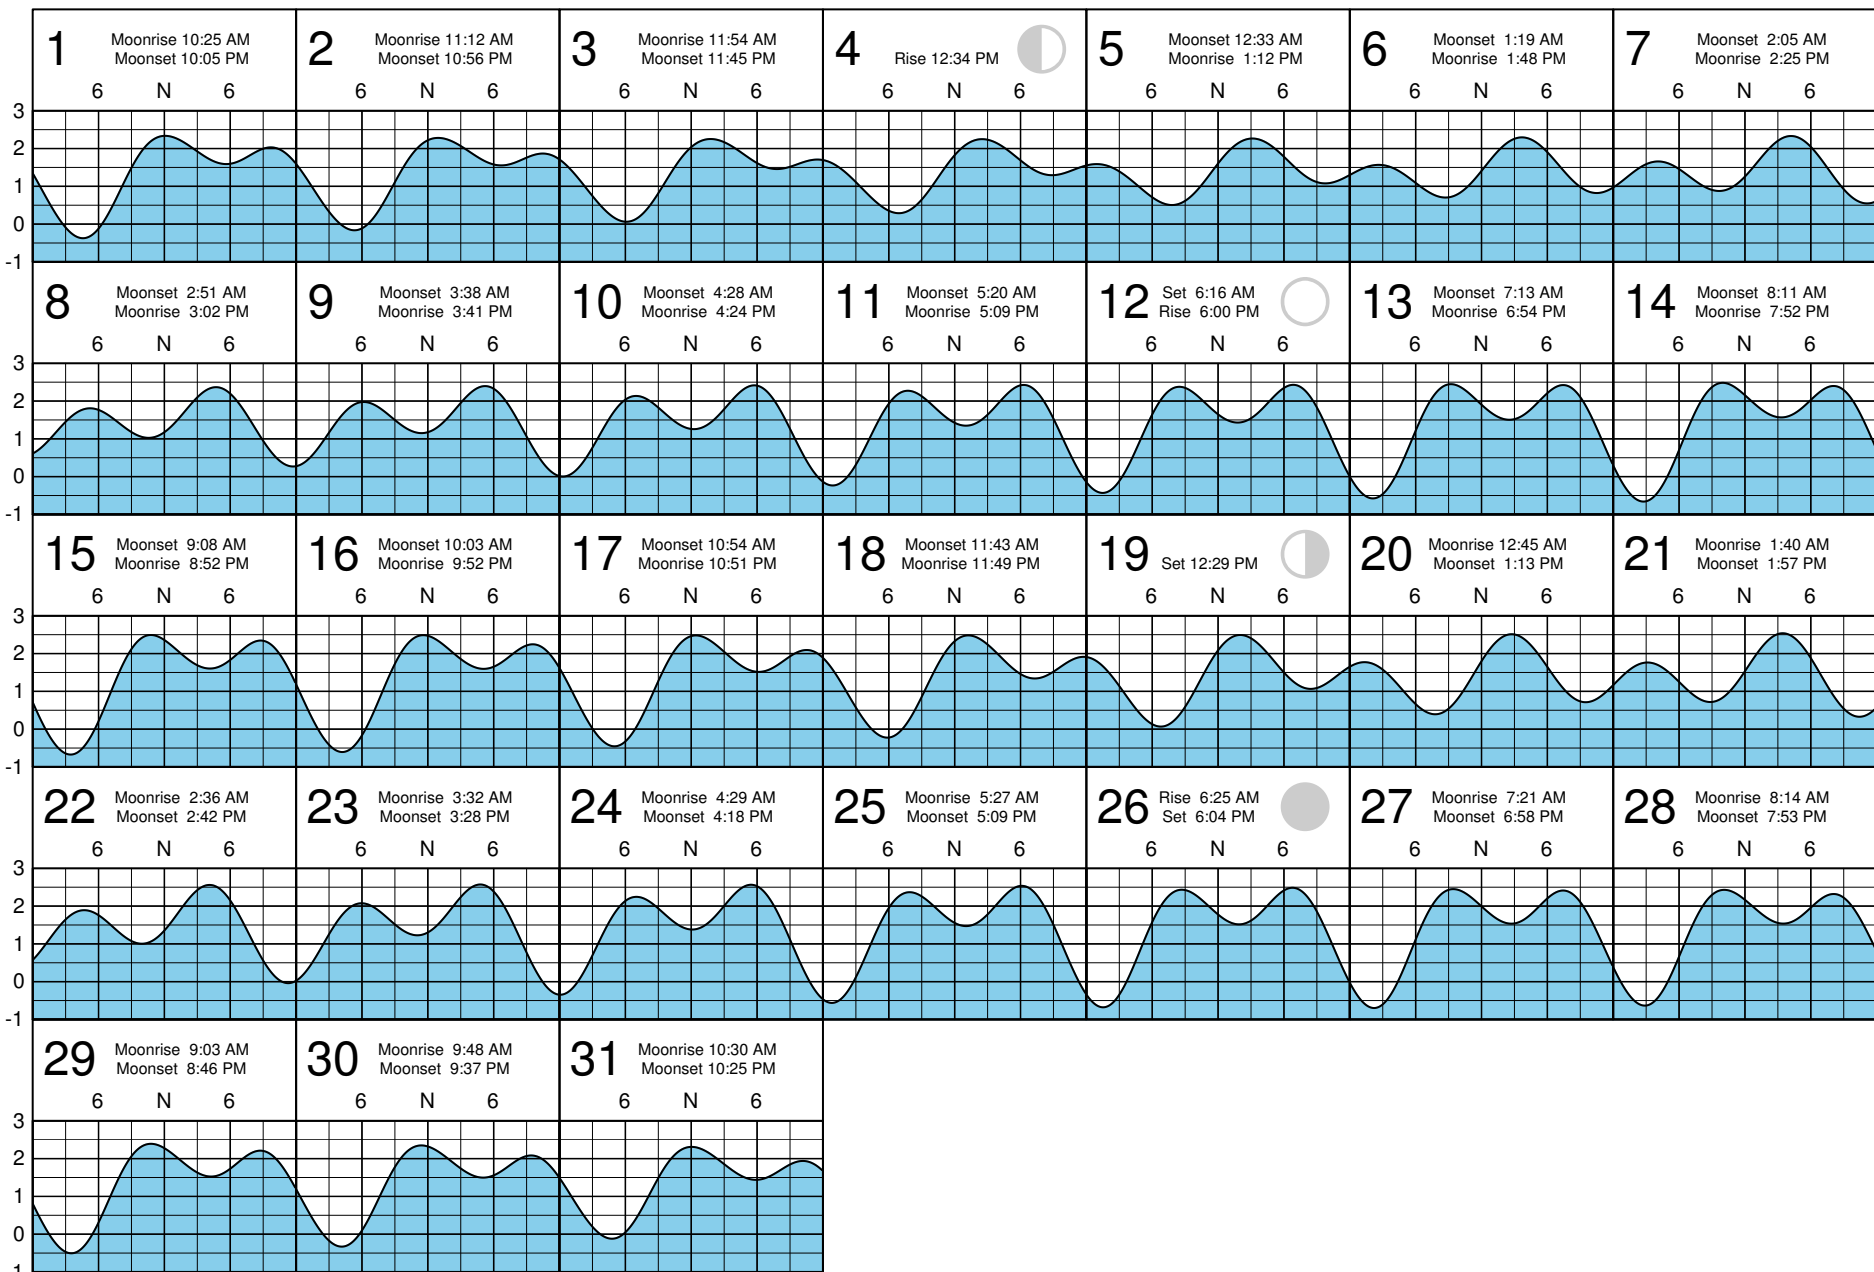 1 Moonrise 10:25 AM
Moonset 10:05 PM
2 Moonrise 11:12 AM
Moonset 10:56 PM
3 Moonrise 11:54 AM
Moonset 11:45 PM
4 Rise 12:34 PM
5 Moonset 12:33 AM
Moonrise 1:12 PM
6 Moonset 1:19 AM
Moonrise 1:48 PM
7 Moonset 2:05 AM
Moonrise 2:25 PM
6 N 6 6 N 6 6 N 6 6 N 6 6 N 6 6 N 6 6 N 6
3
2
1
0
-1
8 Moonset 2:51 AM
Moonrise 3:02 PM
9 Moonset 3:38 AM
Moonrise 3:41 PM
10 Moonset 4:28 AM
Moonrise 4:24 PM
11 Moonset 5:20 AM
Moonrise 5:09 PM
12 Set 6:16 AM
Rise 6:00 PM
13 Moonset 7:13 AM
Moonrise 6:54 PM
14 Moonset 8:11 AM
Moonrise 7:52 PM
6 N 6 6 N 6 6 N 6 6 N 6 6 N 6 6 N 6 6 N 6
3
2
1
0
-1
15 Moonset 9:08 AM
Moonrise 8:52 PM
16 Moonset 10:03 AM
Moonrise 9:52 PM
17 Moonset 10:54 AM
Moonrise 10:51 PM
18 Moonset 11:43 AM
Moonrise 11:49 PM
19 Set 12:29 PM
20 Moonrise 12:45 AM
Moonset 1:13 PM
21 Moonrise 1:40 AM
Moonset 1:57 PM
6 N 6 6 N 6 6 N 6 6 N 6 6 N 6 6 N 6 6 N 6
3
2
1
0
-1
22 Moonrise 2:36 AM
Moonset 2:42 PM
23 Moonrise 3:32 AM
Moonset 3:28 PM
24 Moonrise 4:29 AM
Moonset 4:18 PM
25 Moonrise 5:27 AM
Moonset 5:09 PM
26 Rise 6:25 AM
Set 6:04 PM
27 Moonrise 7:21 AM
Moonset 6:58 PM
28 Moonrise 8:14 AM
Moonset 7:53 PM
6 N 6 6 N 6 6 N 6 6 N 6 6 N 6 6 N 6 6 N 6
3
2
1
0
-1
29 Moonrise 9:03 AM
Moonset 8:46 PM
30 Moonrise 9:48 AM
Moonset 9:37 PM
31 Moonrise 10:30 AM
Moonset 10:25 PM
6 N 6 6 N 6 6 N 6
3
2
1
0